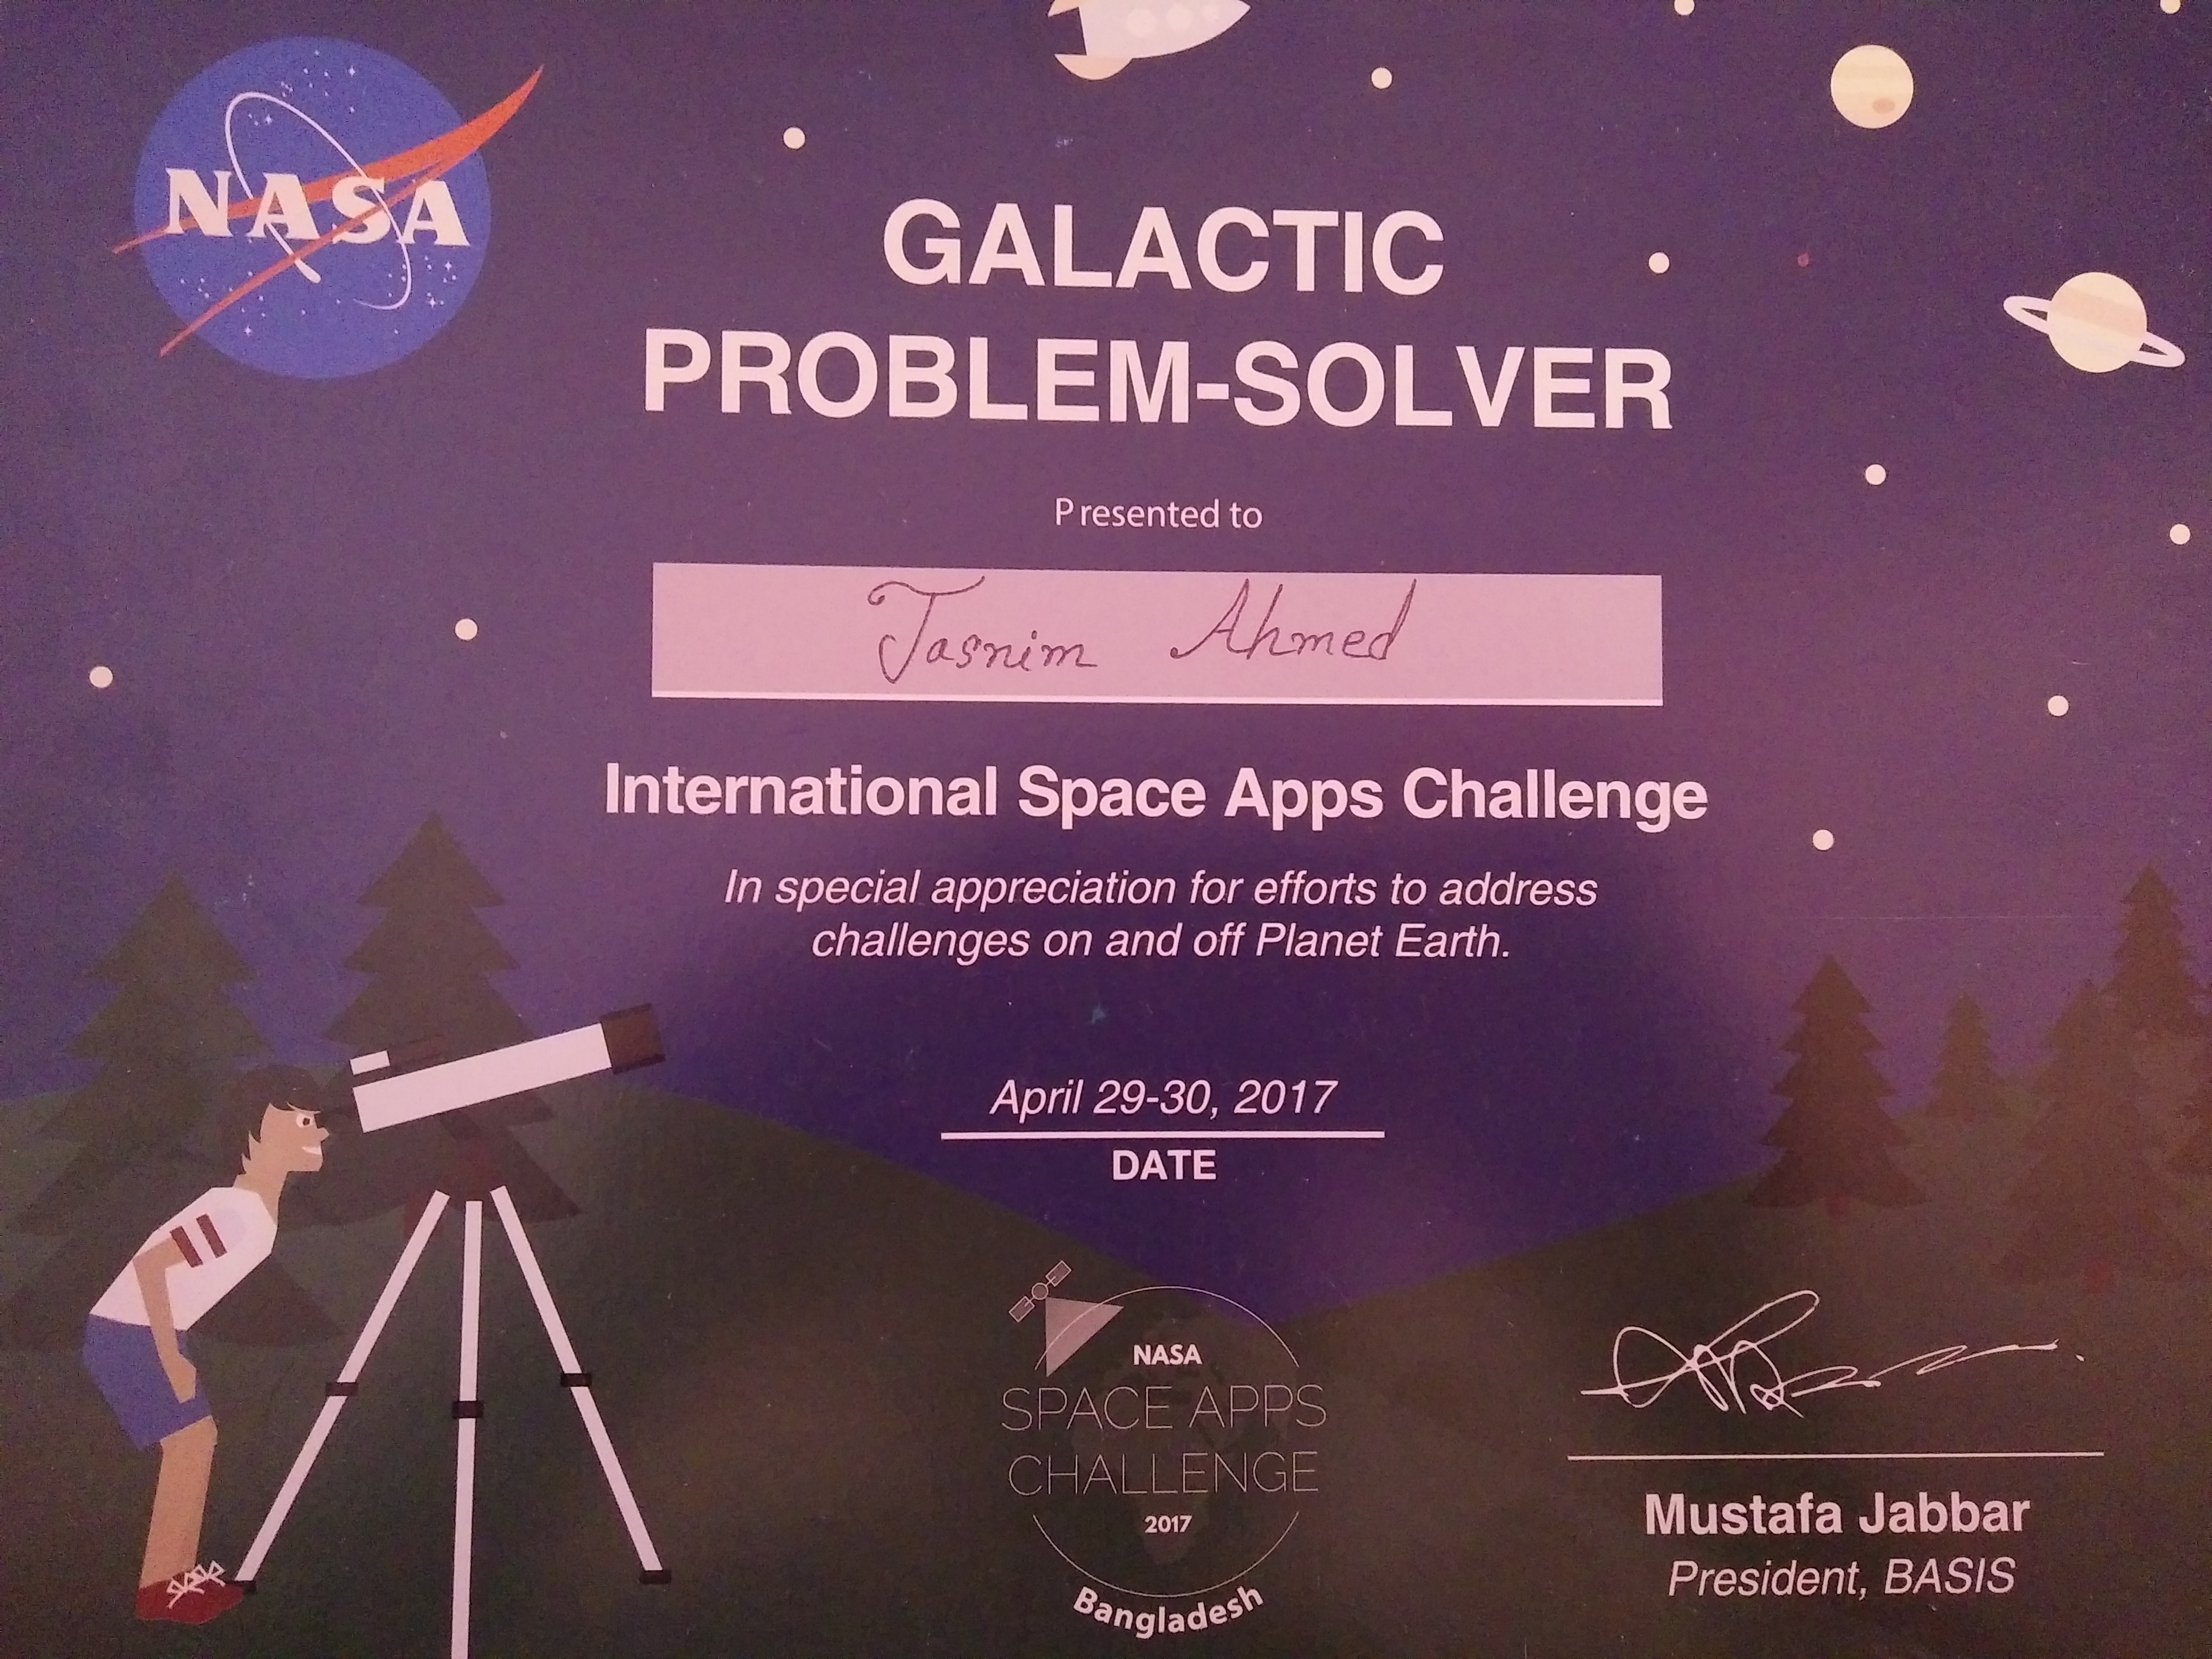 NASA
GALACTIC
PROBLEM-SOLVER
Presented to
Tasnim Ahmed
International Space Apps Challenge
In special appreciation for efforts to address
challenges on and off Planet Earth.
April 29-30, 2017
DATE
NASA
SPACE APPS
CHALLENGE
2017
Bangladesh
Mustafa Jabbar
President, BASIS